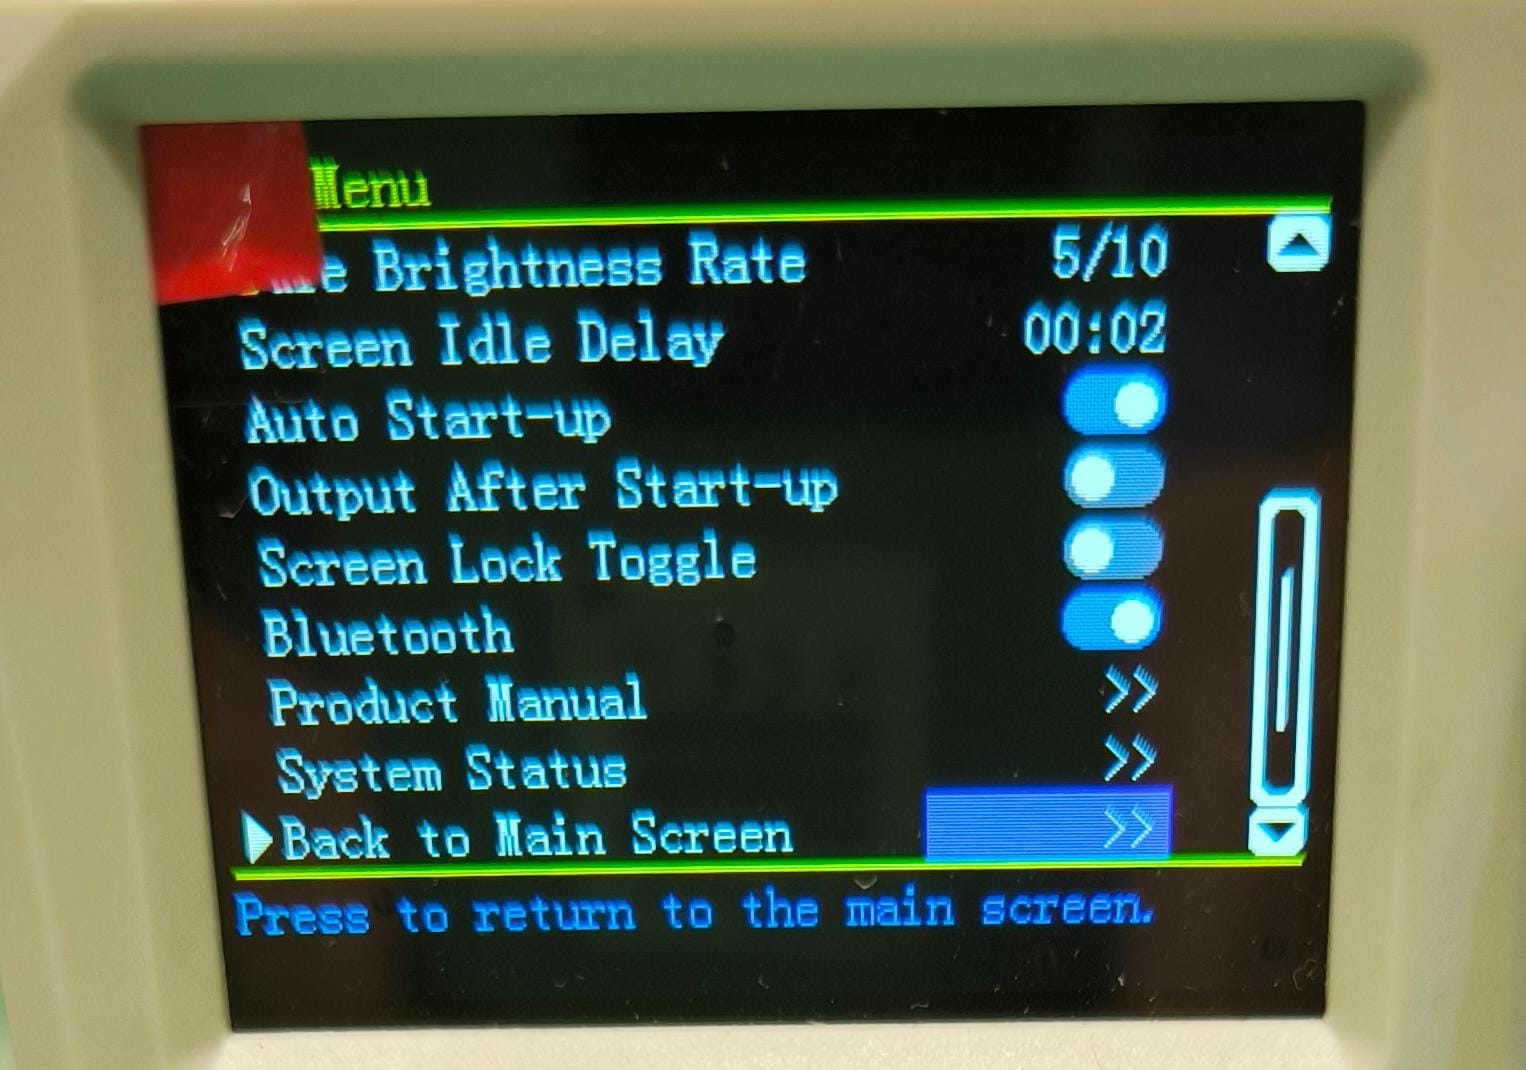 Menu
Brightness Rate 5/10
Screen Idle Delay 00:02
Auto Start-up
Output After Start-up
Screen Lock Toggle
Bluetooth
Product Manual >>
System Status >>
Back to Main Screen >>
Press to return to the main screen.